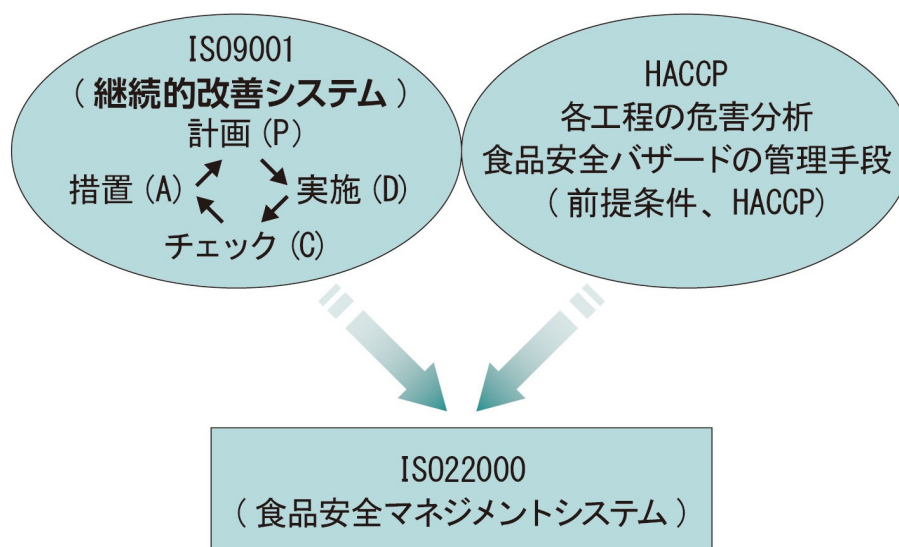 ISO9001
（継続的改善システム）
計画(P)
措置(A)
実施(D)
チェック(C)
HACCP
各工程の危害分析
食品安全バザードの管理手段
（前提条件、HACCP)
ISO22000
（食品安全マネジメントシステム）